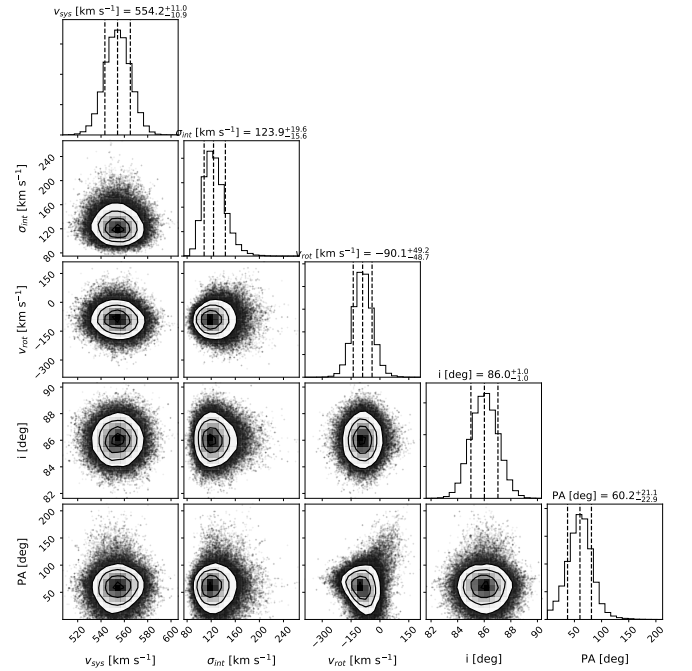 v_sys [km s⁻¹] = 554.2 +11.0 −10.9
σ_int [km s⁻¹] = 123.9 +19.6 −15.6
240
200
160
120
80
σ_int [km s⁻¹]
v_rot [km s⁻¹] = −90.1 +49.2 −48.7
150
0
−150
−300
v_rot [km s⁻¹]
i [deg] = 86.0 +1.0 −1.0
90
88
86
84
82
i [deg]
PA [deg] = 60.2 +21.1 −22.9
200
150
100
50
PA [deg]
520 540 560 580 600
80 120 160 200 240
−300 −150 0 150
82 84 86 88 90
50 100 150 200
v_sys [km s⁻¹] σ_int [km s⁻¹] v_rot [km s⁻¹] i [deg] PA [deg]